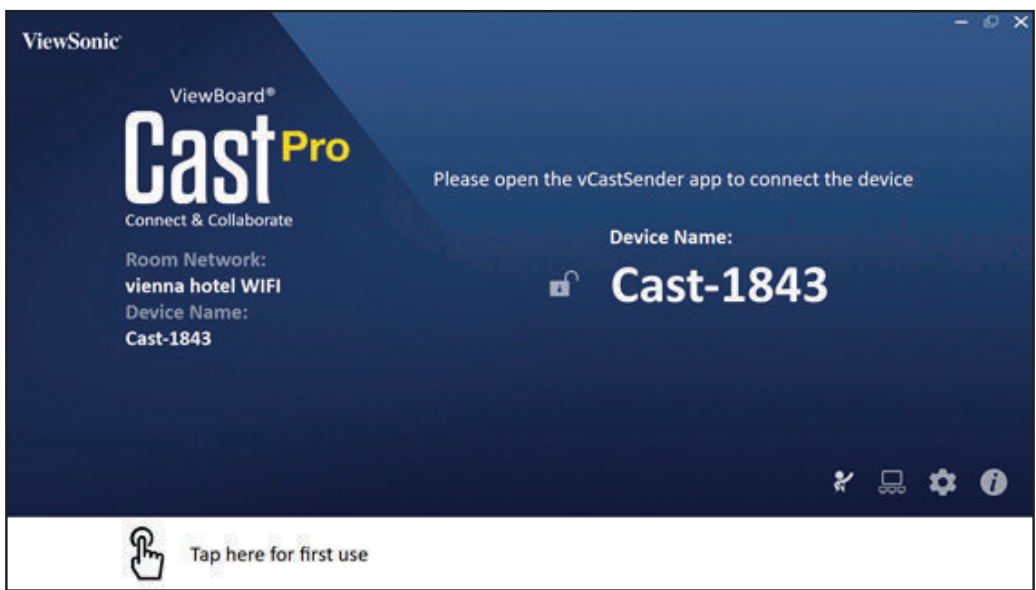 ViewSonic
ViewBoard®
Cast Pro
Connect & Collaborate
Room Network:
vienna hotel WIFI
Device Name:
Cast-1843
Please open the vCastSender app to connect the device
Device Name:
Cast-1843
Tap here for first use